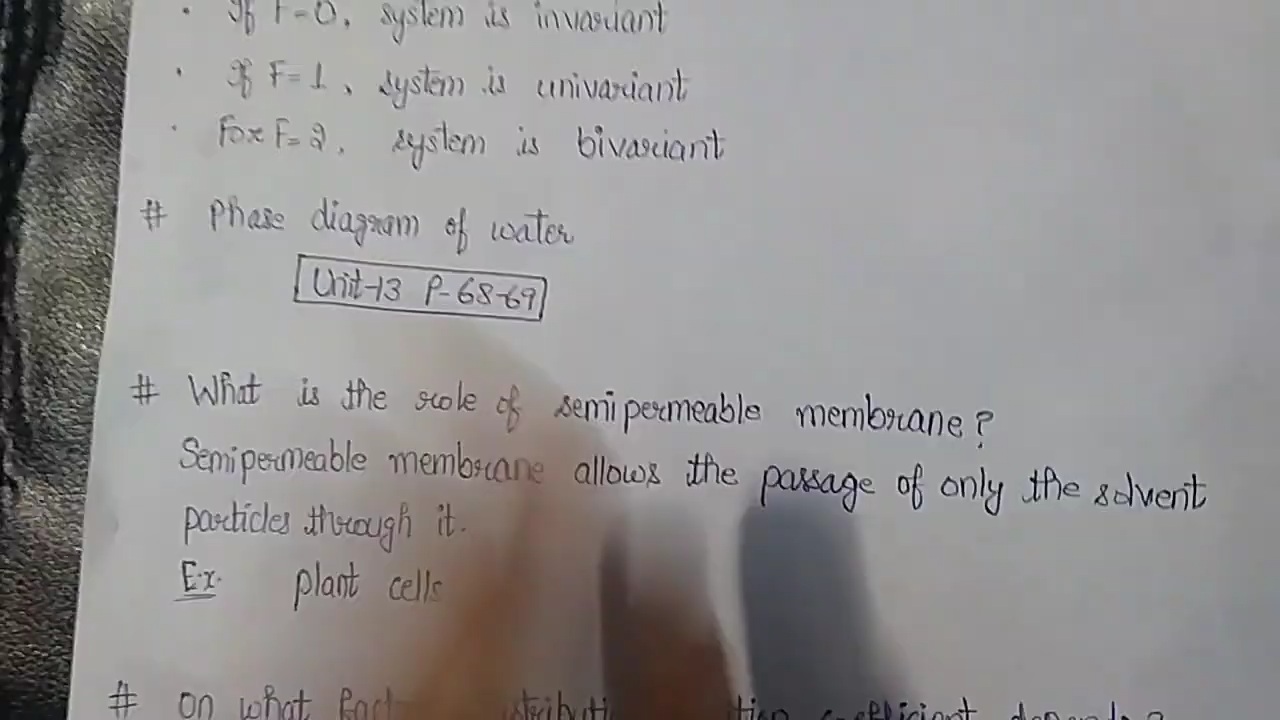 • If F=0, system is invariant
• If F=1, system is univariant
• For F=2, system is bivariant
# Phase diagram of water
Unit-13 P-68-69
# What is the role of semipermeable membrane?
Semipermeable membrane allows the passage of only the solvent
particles through it.
Ex. plant cells
# On what coefficient depends?